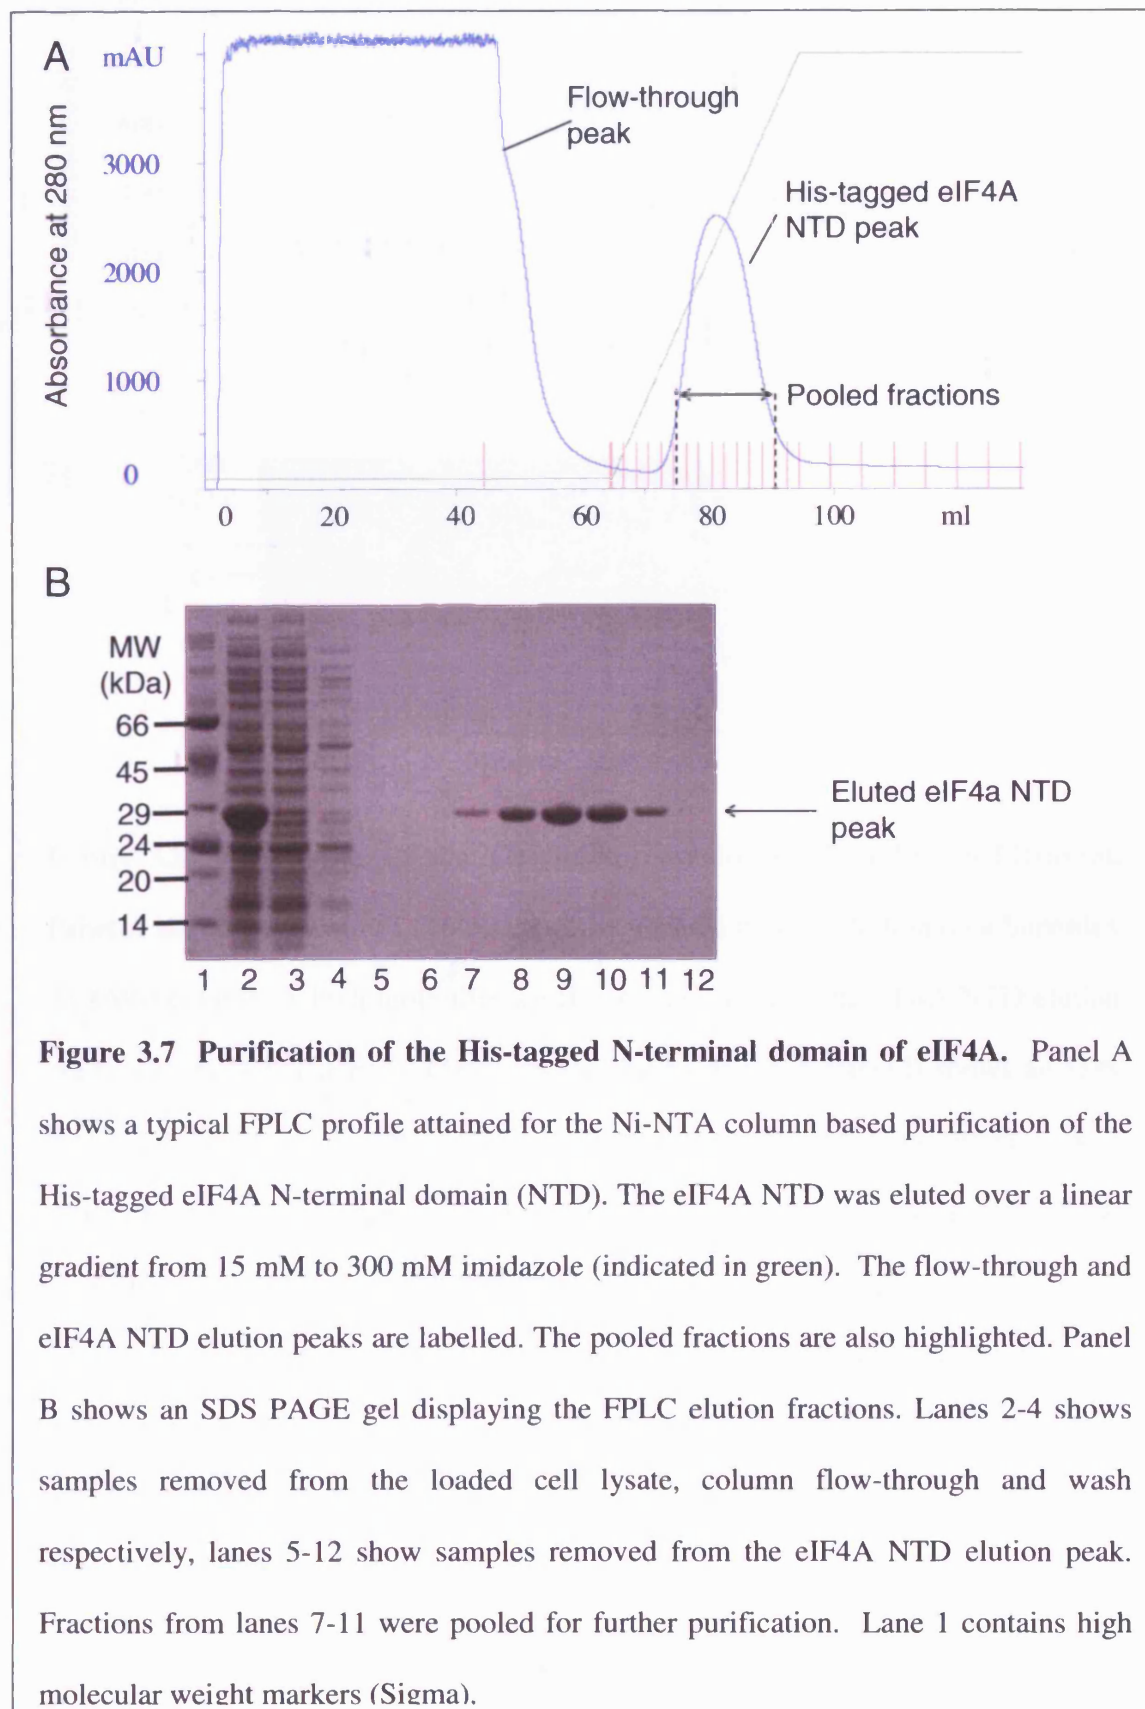 A
mAU
Absorbance at 280 nm
3000
2000
1000
0
Flow-through
peak
His-tagged eIF4A
NTD peak
Pooled fractions
0 20 40 60 80 100 ml
B
MW
(kDa)
66
45
29
24
20
14
Eluted eIF4a NTD
peak
1 2 3 4 5 6 7 8 9 10 11 12
Figure 3.7 Purification of the His-tagged N-terminal domain of eIF4A. Panel A
shows a typical FPLC profile attained for the Ni-NTA column based purification of the
His-tagged eIF4A N-terminal domain (NTD). The eIF4A NTD was eluted over a linear
gradient from 15 mM to 300 mM imidazole (indicated in green). The flow-through and
eIF4A NTD elution peaks are labelled. The pooled fractions are also highlighted. Panel
B shows an SDS PAGE gel displaying the FPLC elution fractions. Lanes 2-4 shows
samples removed from the loaded cell lysate, column flow-through and wash
respectively, lanes 5-12 show samples removed from the eIF4A NTD elution peak.
Fractions from lanes 7-11 were pooled for further purification. Lane 1 contains high
molecular weight markers (Sigma).